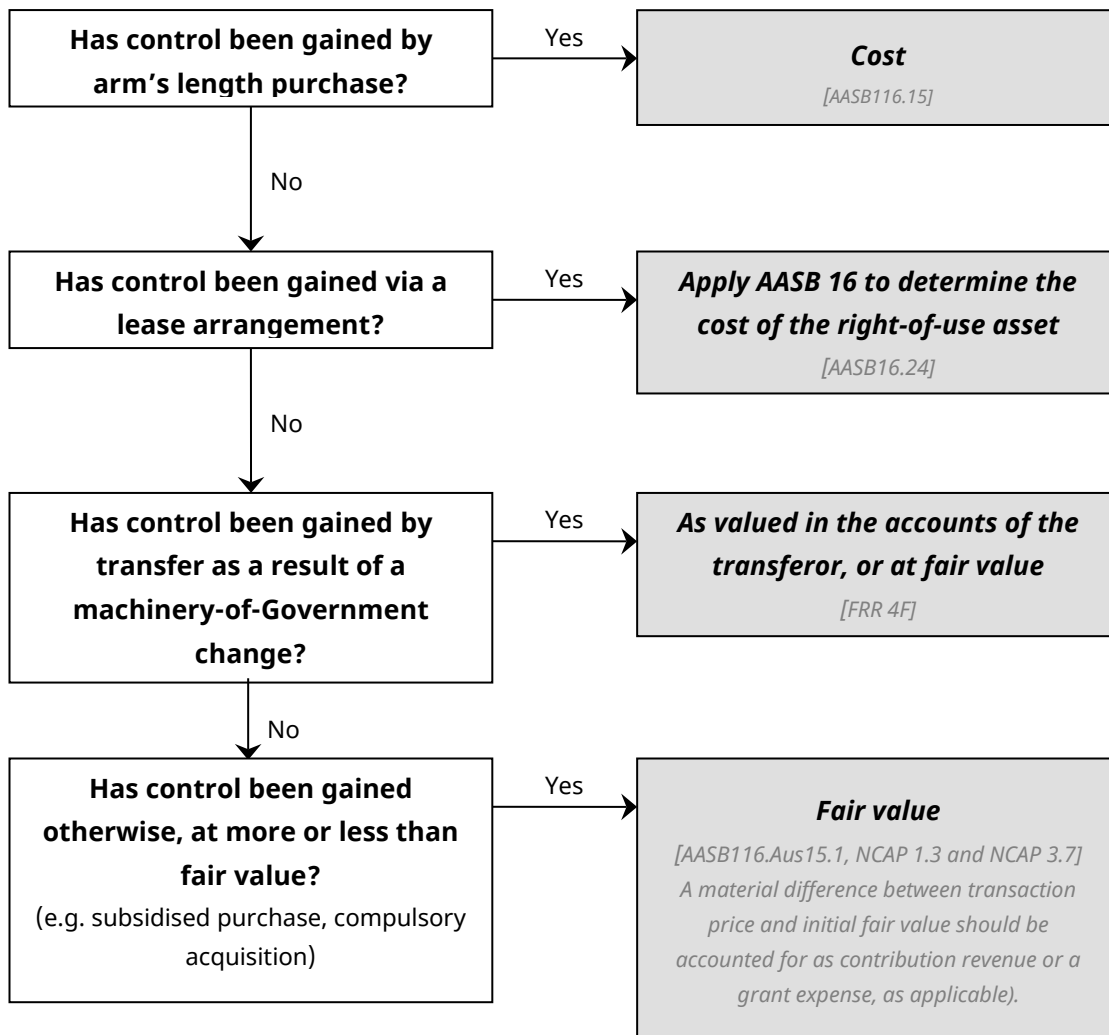 Has control been gained by
arm’s length purchase?
Yes
Cost
[AASB116.15]
No
Has control been gained via a
lease arrangement?
Yes
Apply AASB 16 to determine the
cost of the right-of-use asset
[AASB16.24]
No
Has control been gained by
transfer as a result of a
machinery-of-Government
change?
Yes
As valued in the accounts of the
transferor, or at fair value
[FRR 4F]
No
Has control been gained
otherwise, at more or less than
fair value?
(e.g. subsidised purchase, compulsory
acquisition)
Yes
Fair value
[AASB116.Aus15.1, NCAP 1.3 and NCAP 3.7]
A material difference between transaction
price and initial fair value should be
accounted for as contribution revenue or a
grant expense, as applicable).